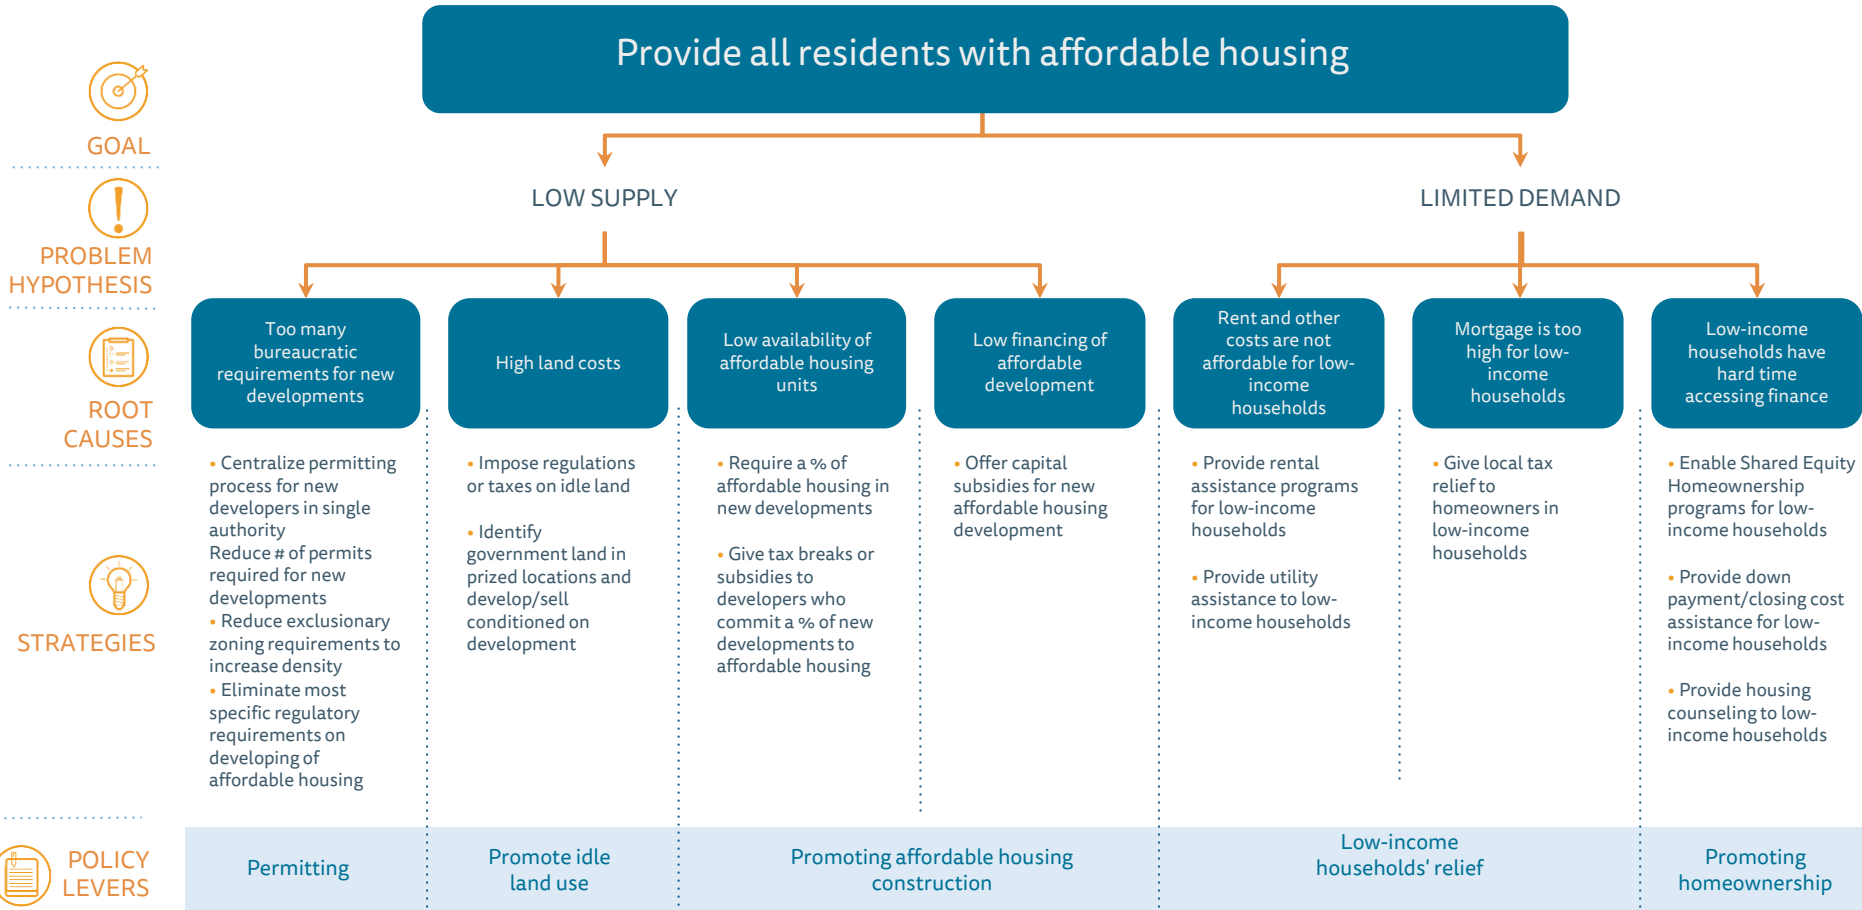 Provide all residents with affordable housing
GOAL
LOW SUPPLY
LIMITED DEMAND
PROBLEM
HYPOTHESIS
Too many
bureaucratic
requirements for new
developments
High land costs
Low availability of
affordable housing
units
Low financing of
affordable
development
Rent and other
costs are not
affordable for low-
income
households
Mortgage is too
high for low-
income
households
Low-income
households have
hard time
accessing finance
ROOT
CAUSES
• Centralize permitting
process for new
developers in single
authority
Reduce # of permits
required for new
developments
• Reduce exclusionary
zoning requirements to
increase density
• Eliminate most
specific regulatory
requirements on
developing of
affordable housing
• Impose regulations
or taxes on idle land
• Identify
government land in
prized locations and
develop/sell
conditioned on
development
• Require a % of
affordable housing in
new developments
• Give tax breaks or
subsidies to
developers who
commit a % of new
developments to
affordable housing
• Offer capital
subsidies for new
affordable housing
development
• Provide rental
assistance programs
for low-income
households
• Provide utility
assistance to low-
income households
• Give local tax
relief to
homeowners in
low-income
households
• Enable Shared Equity
Homeownership
programs for low-
income households
• Provide down
payment/closing cost
assistance for low-
income households
• Provide housing
counseling to low-
income households
STRATEGIES
POLICY
LEVERS
Permitting
Promote idle
land use
Promoting affordable housing
construction
Low-income
households' relief
Promoting
homeownership